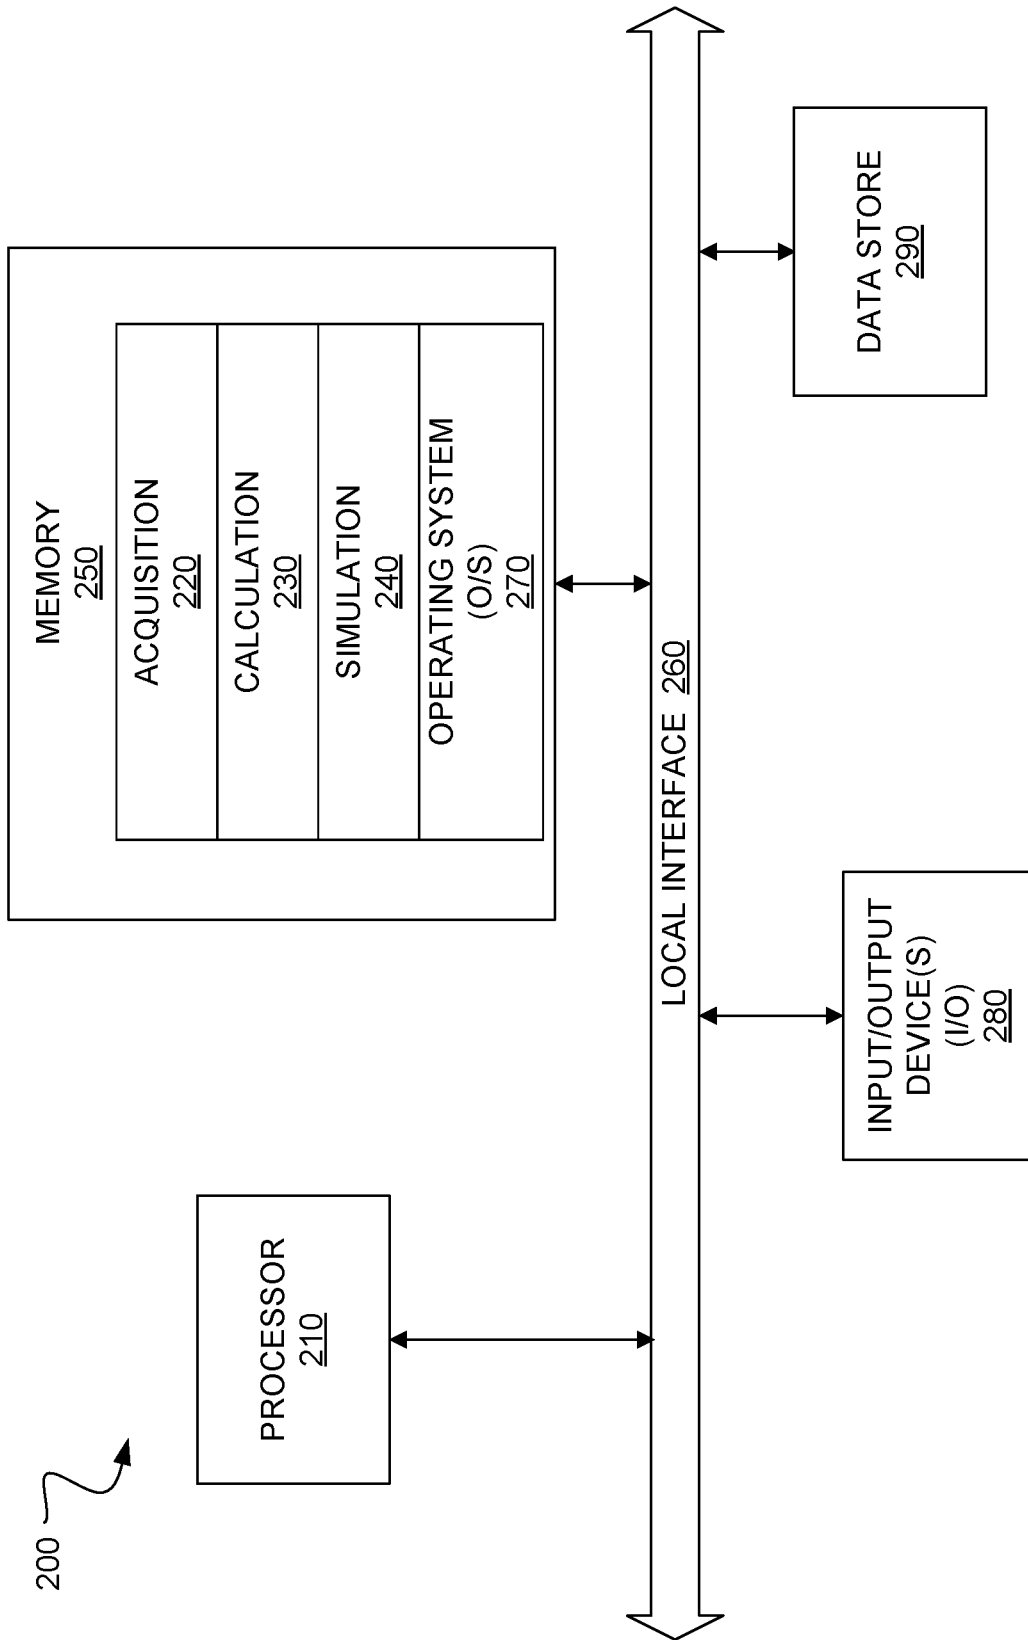 200
PROCESSOR
210
MEMORY
250
ACQUISITION
220
CALCULATION
230
SIMULATION
240
OPERATING SYSTEM
(O/S)
270
LOCAL INTERFACE 260
INPUT/OUTPUT
DEVICE(S)
(I/O)
280
DATA STORE
290